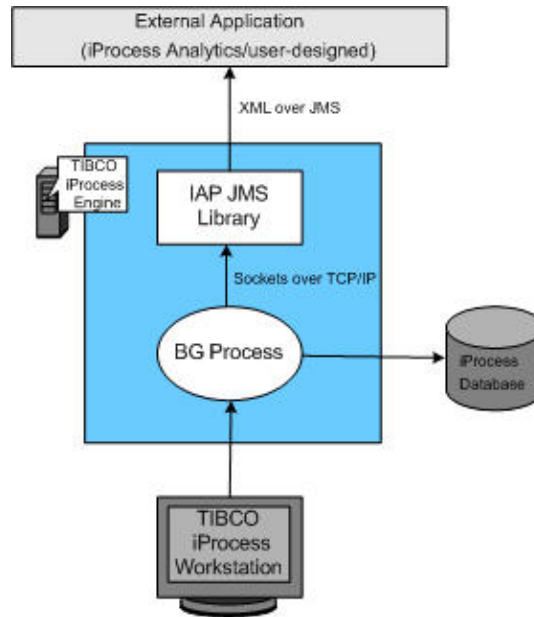 External Application
(iProcess Analytics/user-designed)
XML over JMS
TIBCO
iProcess
Engine
IAP JMS
Library
Sockets over TCP/IP
BG Process
iProcess
Database
TIBCO
iProcess
Workstation